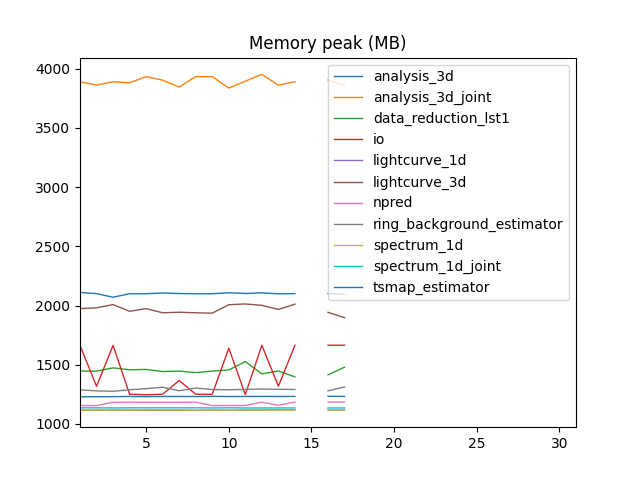 Memory peak (MB)
4000
3500
3000
2500
2000
1500
1000
5
10
15
20
25
30
analysis_3d
analysis_3d_joint
data_reduction_lst1
io
lightcurve_1d
lightcurve_3d
npred
ring_background_estimator
spectrum_1d
spectrum_1d_joint
tsmap_estimator